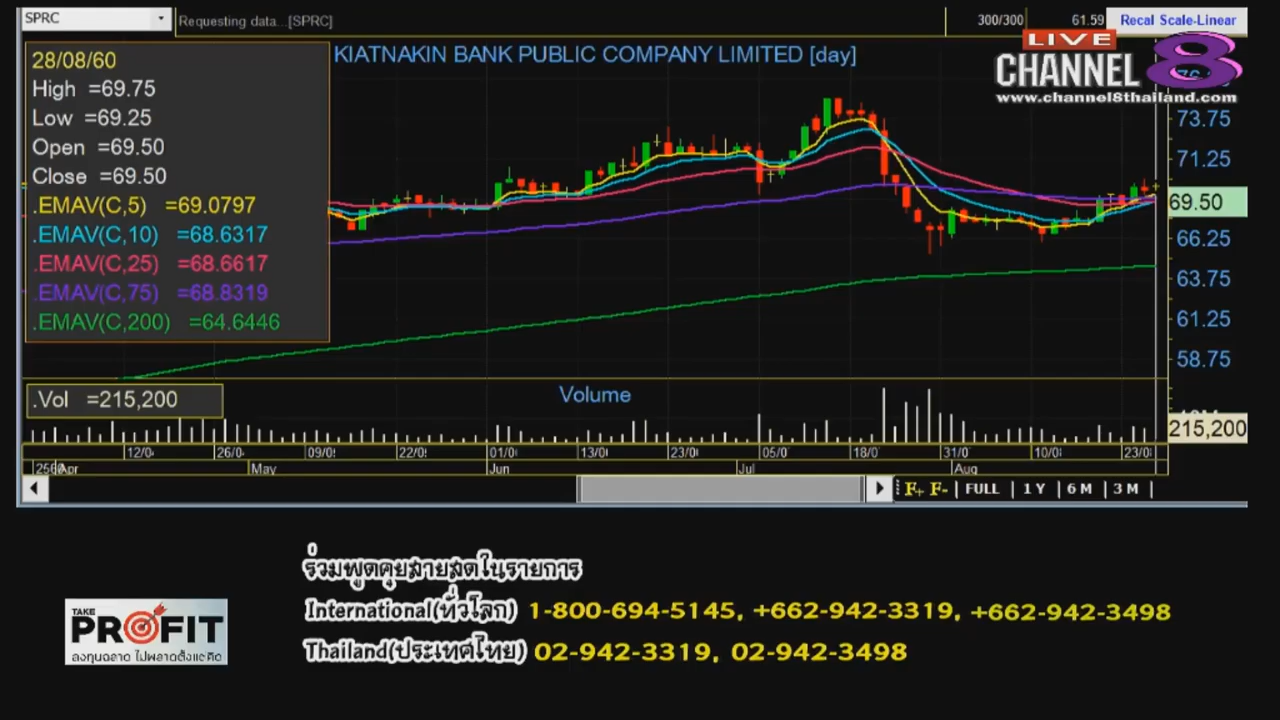 SPRC
Requesting data...[SPRC]
300/300
61.59
Recal Scale-Linear
LIVE
CHANNEL 8
www.channel8thailand.com
KIATNAKIN BANK PUBLIC COMPANY LIMITED [day]
28/08/60
High =69.75
Low =69.25
Open =69.50
Close =69.50
.EMAV(C,5) =69.0797
.EMAV(C,10) =68.6317
.EMAV(C,25) =68.6617
.EMAV(C,75) =68.8319
.EMAV(C,200) =64.6446
73.75
71.25
69.50
66.25
63.75
61.25
58.75
.Vol =215,200
Volume
215,200
12/0 26/0 09/0 22/0 01/0 13/0 23/0 05/0 18/0 31/0 10/0 23/0
2560 Apr May Jun Jul Aug
F+ F- FULL 1 Y 6 M 3 M
ร่วมพูดคุยสายสดในรายการ
International(ทั่วโลก) 1-800-694-5145, +662-942-3319, +662-942-3498
Thailand(ประเทศไทย) 02-942-3319, 02-942-3498
TAKE
PROFIT
ลงทุนฉลาด ไม่พลาดตั้งแต่คิด